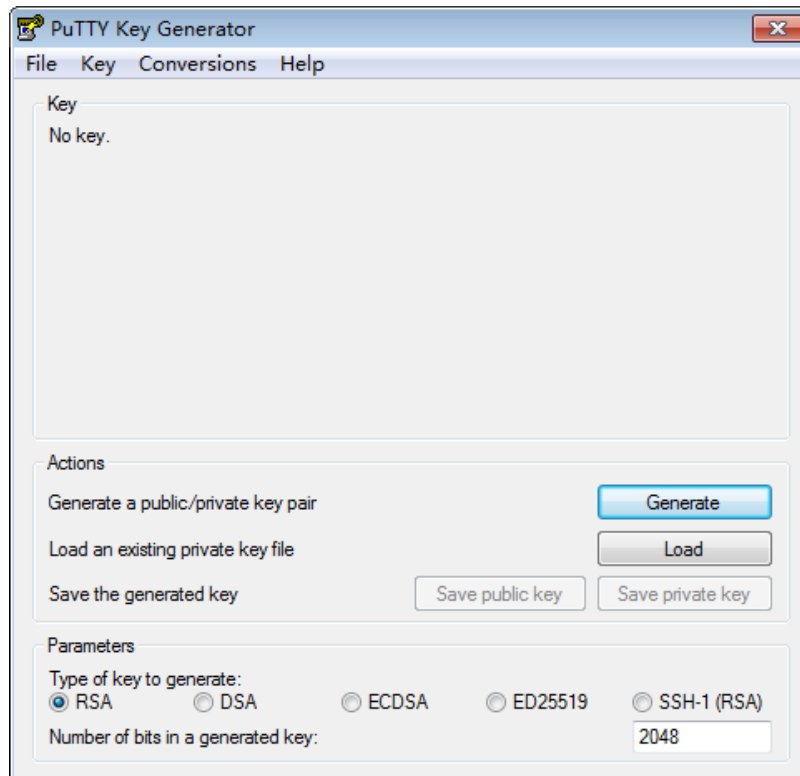 PuTTY Key Generator
File Key Conversions Help
Key
No key.
Actions
Generate a public/private key pair Generate
Load an existing private key file Load
Save the generated key Save public key Save private key
Parameters
Type of key to generate:
RSA DSA ECDSA ED25519 SSH-1 (RSA)
Number of bits in a generated key: 2048